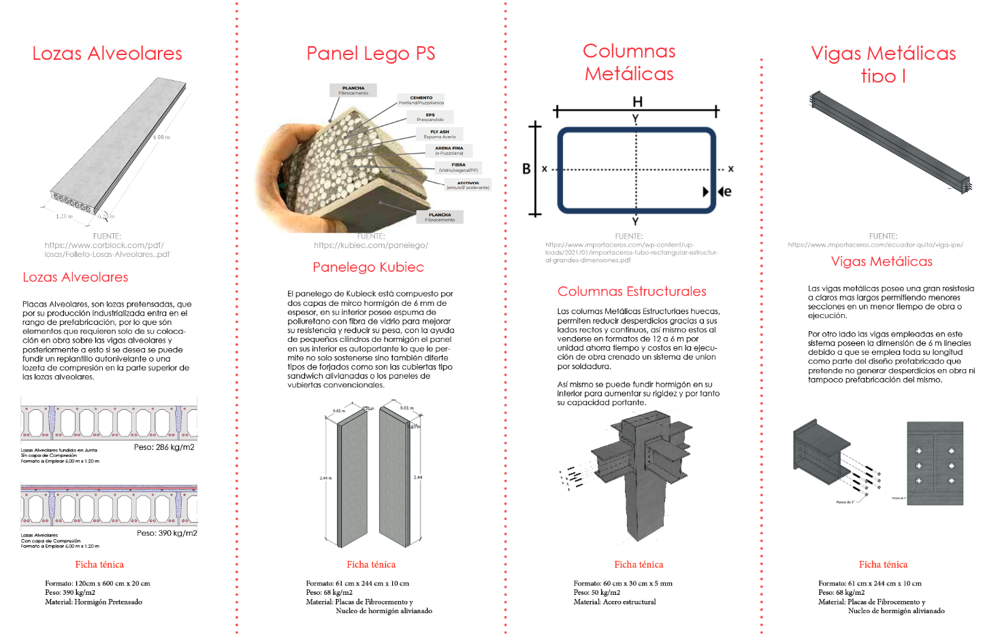 Lozas Alveolares
6.00 m
1.20 m
0.20 m
FUENTE:
https://www.corblock.com/pdf/
losas/Folleto-Losas-Alveolares..pdf
Lozas Alveolares
Placas Alveolares, son lozas pretensadas, que
por su producción industrializada entra en el
rango de prefabricación, por lo que són
elementos que requieren solo de su coloca-
ción en obra sobre las vigas alveolares y
posteriormente a esto si se desea se puede
fundir un replantillo autonivelante o una
lozeta de compresión en la parte superior de
las lozas alveolares.
Peso: 286 kg/m2
Lozas Alveolares fundido en Junta
Sin capa de Compresión
Formato a Emplear 6.00 m x 1.20 m
Peso: 390 kg/m2
Lozas Alveolares
Con capa de Compresión
Formato a Emplear 6.00 m x 1.20 m
Ficha ténica
Formato: 120cm x 600 cm x 20 cm
Peso: 390 kg/m2
Material: Hormigón Pretensado
Panel Lego PS
PLANCHA
Fibrocemento
CEMENTO
Portland/Puzzolanico
EPS
Prexpandido
FLY ASH
Espuma Acería
ARENA FINA
(o Puzzolana)
FIBRA
(Vidrio/vegetal/PP)
ADITIVOS
(emulsif/ acelerante)
PLANCHA
Fibrocemento
FUENTE:
https://kubiec.com/panelego/
Panelego Kubiec
El panelego de Kubieck está compuesto por
dos capas de mirco hormigón de 6 mm de
espesor, en su interior posee espuma de
poliuretano con fibra de vidrio para mejorar
su resistencia y reducir su pesa, con la ayuda
de pequeños cilindros de hormigón el panel
en sus interior es autoportante lo que le per-
mite no solo sostenerse sino también diferte
tipos de forjados como son las cubiertas tipo
sandwich alivianadas o los paneles de
vubiertas convencionales.
0.61 m
0.61 m
2.44 m
2.44
Ficha ténica
Formato: 61 cm x 244 cm x 10 cm
Peso: 68 kg/m2
Material: Placas de Fibrocemento y
Nucleo de hormigón alivianado
Columnas
Metálicas
H
Y
B
x
x
e
Y
FUENTE:
https://www.importaceros.com/wp-content/up-
loads/2021/01/importaceros-tubo-rectangular-estructur-
al-grandes-dimensiones.pdf
Columnas Estructurales
Las columas Metálicas Estructurlaes huecas,
permiten reducir desperdicios gracias a sus
lados rectos y continuos, así mismo estos al
venderse en formatos de 12 a 6 m por
unidad ahorra tiempo y costos en la ejecu-
ción de obra crenado un sistema de union
por soldadura.
Así mismo se puede fundir hormigón en su
interior para aumentar su rigidez y por tanto
su capacidad portante.
Ficha ténica
Formato: 60 cm x 30 cm x 5 mm
Peso: 50 kg/m2
Material: Acero estructural
Vigas Metálicas
tipo I
FUENTE:
https://www.importaceros.com/ecuador-quito/viga-ipe/
Vigas Metálicas
Las vigas metálicas posee una gran resistesia
a claros mas largos permitiendo menores
secciones en un menor tiempo de obra o
ejecución.
Por otro lado las vigas empleadas en este
sistema poseen la dimensión de 6 m lineales
debido a que se emplea toda su longitud
como parte del diseño prefabricado que
pretende no generar desperdicios en obra ni
tampoco prefabricación del mismo.
Pernos de 3"
Pernos de 3"
Ficha ténica
Formato: 61 cm x 244 cm x 10 cm
Peso: 68 kg/m2
Material: Placas de Fibrocemento y
Nucleo de hormigón alivianado